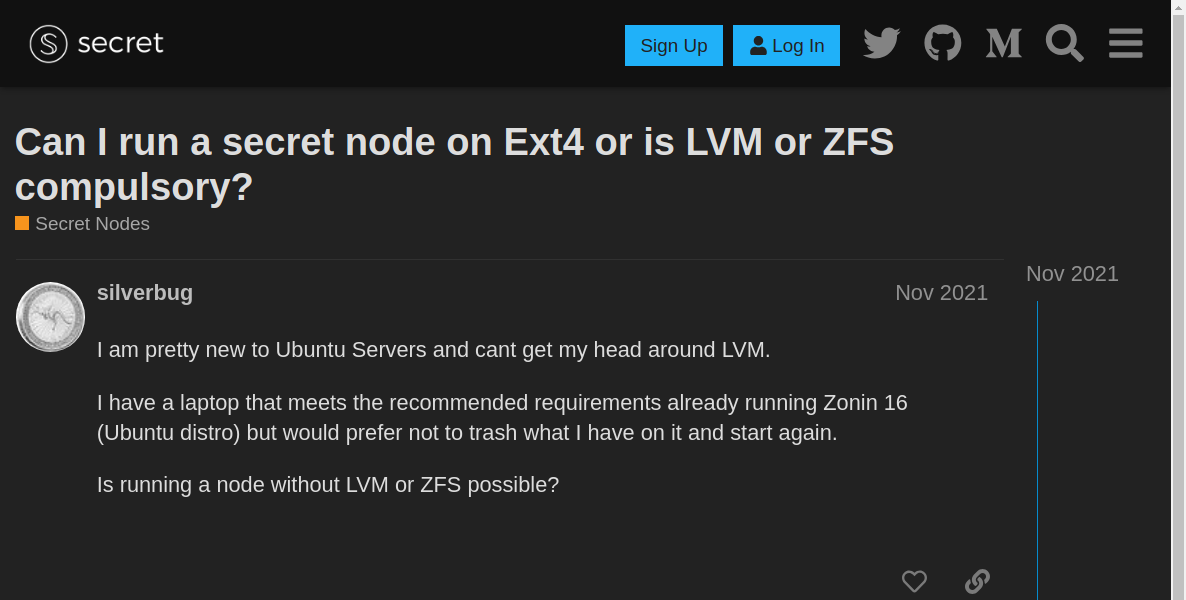 secret
Sign Up
Log In
Can I run a secret node on Ext4 or is LVM or ZFS
compulsory?
Secret Nodes
Nov 2021
silverbug
Nov 2021
I am pretty new to Ubuntu Servers and cant get my head around LVM.
I have a laptop that meets the recommended requirements already running Zonin 16
(Ubuntu distro) but would prefer not to trash what I have on it and start again.
Is running a node without LVM or ZFS possible?